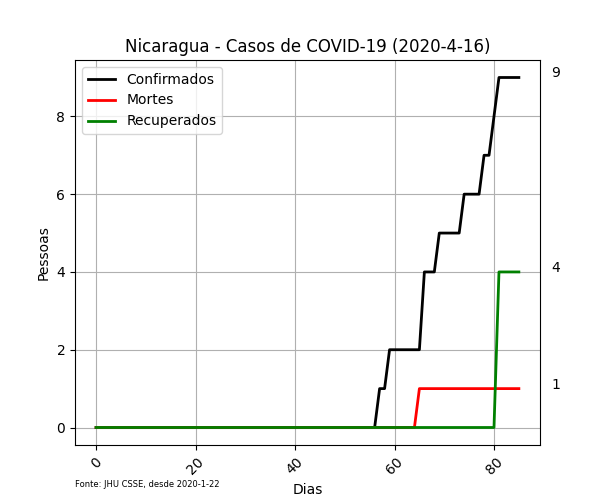 Nicaragua - Casos de COVID-19 (2020-4-16)
Confirmados
Mortes
Recuperados
9
8
6
4
4
2
1
0
Pessoas
0 20 40 60 80
Dias
Fonte: JHU CSSE, desde 2020-1-22